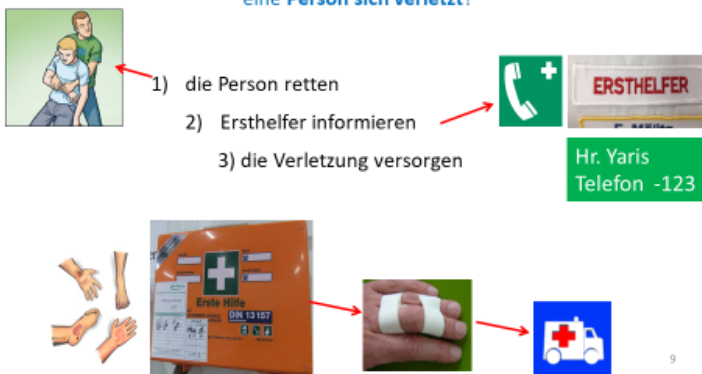 eine Person sich verletzt?
1) die Person retten
2) Ersthelfer informieren
3) die Verletzung versorgen
ERSTHELFER
Hr. Yaris
Telefon -123
Erste Hilfe
DIN 13157
9